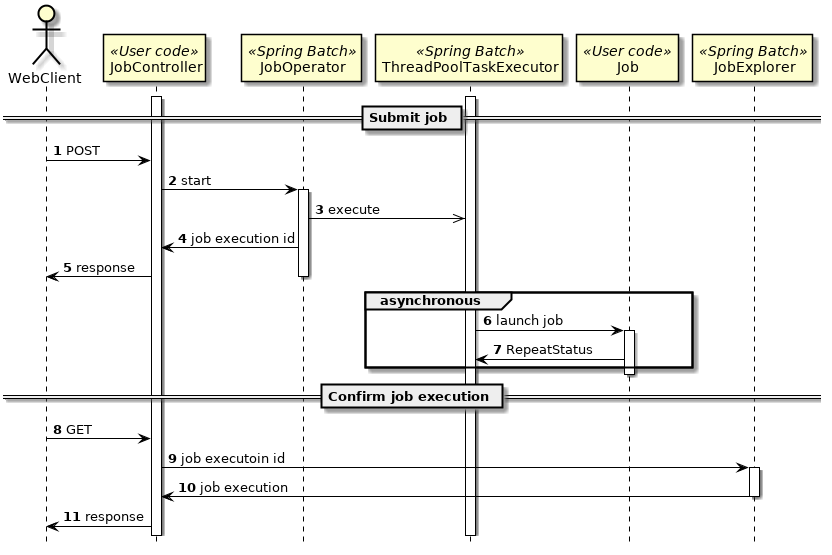 «User code» «Spring Batch» «Spring Batch» «User code» «Spring Batch»
WebClient JobController JobOperator ThreadPoolTaskExecutor Job JobExplorer
Submit job
1 POST
2 start
3 execute
4 job execution id
5 response
asynchronous
6 launch job
7 RepeatStatus
Confirm job execution
8 GET
9 job executoin id
10 job execution
11 response